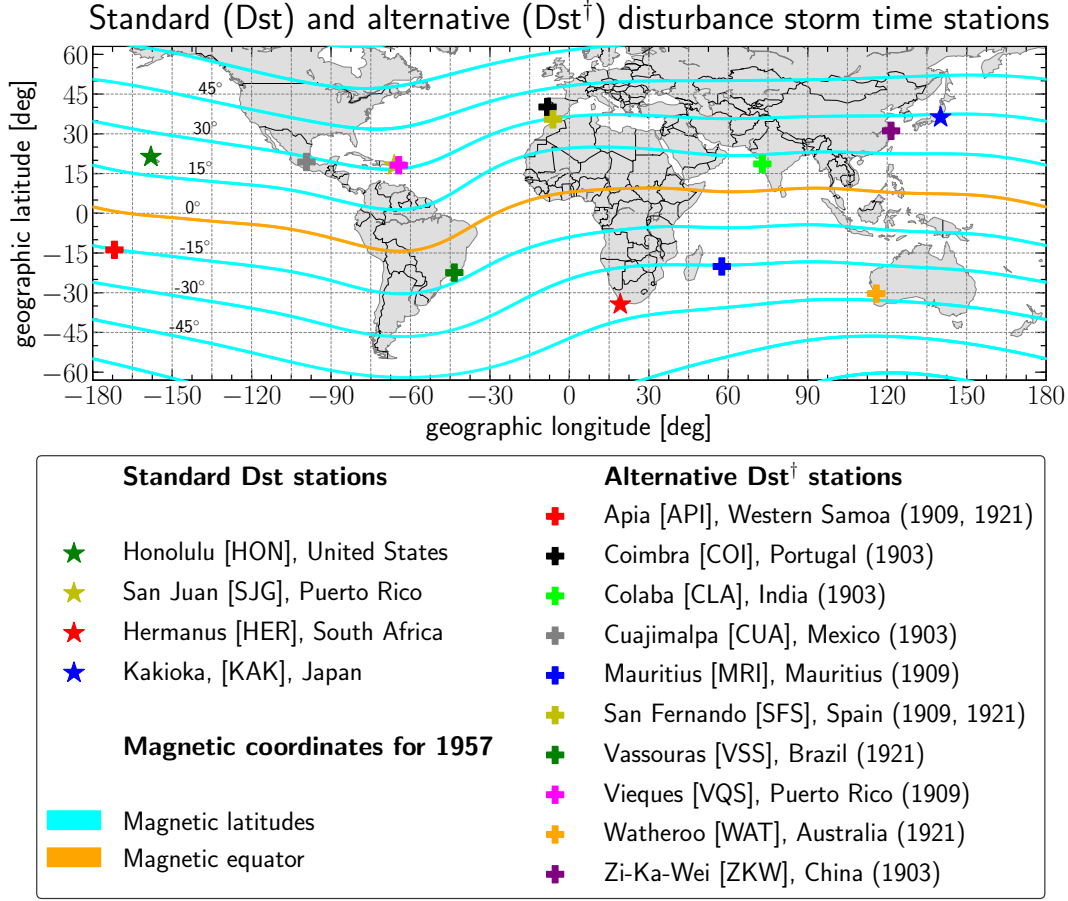 Standard (Dst) and alternative (Dst†) disturbance storm time stations
geographic latitude [deg]
60
45
30
15
0
−15
−30
−45
−60
45°
30°
15°
0°
-15°
-30°
-45°
−180
−150
−120
−90
−60
−30
0
30
60
90
120
150
180
geographic longitude [deg]
Standard Dst stations
Honolulu [HON], United States
San Juan [SJG], Puerto Rico
Hermanus [HER], South Africa
Kakioka, [KAK], Japan
Magnetic coordinates for 1957
Magnetic latitudes
Magnetic equator
Alternative Dst† stations
Apia [API], Western Samoa (1909, 1921)
Coimbra [COI], Portugal (1903)
Colaba [CLA], India (1903)
Cuajimalpa [CUA], Mexico (1903)
Mauritius [MRI], Mauritius (1909)
San Fernando [SFS], Spain (1909, 1921)
Vassouras [VSS], Brazil (1921)
Vieques [VQS], Puerto Rico (1909)
Watheroo [WAT], Australia (1921)
Zi-Ka-Wei [ZKW], China (1903)